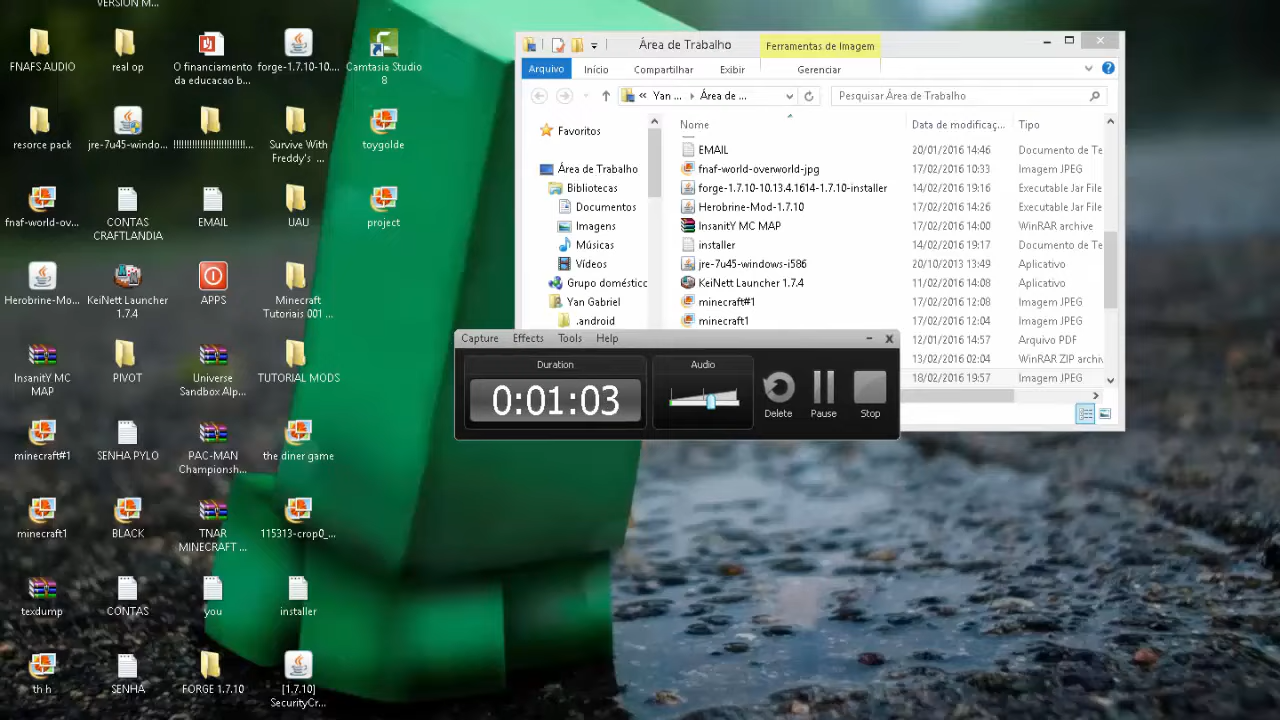 VERSION M...
FNAFS AUDIO
real op
O financiamento
da educacao b...
forge-1.7.10-10....
Camtasia Studio
8
resorce pack
jre-7u45-windo...
!!!!!!!!!!!!!!!!!!!!!!!!!!...
Survive With
Freddy's ...
toygolde
fnaf-world-ov...
CONTAS
CRAFTLANDIA
EMAIL
UAU
project
Herobrine-Mo...
KeiNett Launcher
1.7.4
APPS
Minecraft
Tutoriais 001 ...
InsanitY MC
MAP
PIVOT
Universe
Sandbox Alp...
TUTORIAL MODS
minecraft#1
SENHA PYLO
PAC-MAN
Championsh...
the diner game
minecraft1
BLACK
TNAR
MINECRAFT ...
115313-crop0_...
texdump
CONTAS
you
installer
th h
SENHA
FORGE 1.7.10
[1.7.10]
SecurityCr...
Área de Trabalho
Ferramentas de Imagem
Arquivo
Início
Compartilhar
Exibir
Gerenciar
« Yan ... ▸ Área de ...
Pesquisar Área de Trabalho
Favoritos
Área de Trabalho
Bibliotecas
Documentos
Imagens
Músicas
Vídeos
Grupo doméstic
Yan Gabriel
.android
Nome Data de modificaç... Tipo
EMAIL 20/01/2016 14:46 Documento de Te
fnaf-world-overworld-jpg 17/02/2016 10:33 Imagem JPEG
forge-1.7.10-10.13.4.1614-1.7.10-installer 14/02/2016 19:16 Executable Jar File
Herobrine-Mod-1.7.10 17/02/2016 14:26 Executable Jar File
InsanitY MC MAP 17/02/2016 14:00 WinRAR archive
installer 14/02/2016 19:17 Documento de Te
jre-7u45-windows-i586 20/10/2013 13:49 Aplicativo
KeiNett Launcher 1.7.4 11/02/2016 14:08 Aplicativo
minecraft#1 17/02/2016 12:08 Imagem JPEG
minecraft1 17/02/2016 12:04 Imagem JPEG
12/01/2016 14:57 Arquivo PDF
13/02/2016 02:04 WinRAR ZIP archiv
18/02/2016 19:57 Imagem JPEG
Capture Effects Tools Help
Duration
0:01:03
Audio
Delete
Pause
Stop